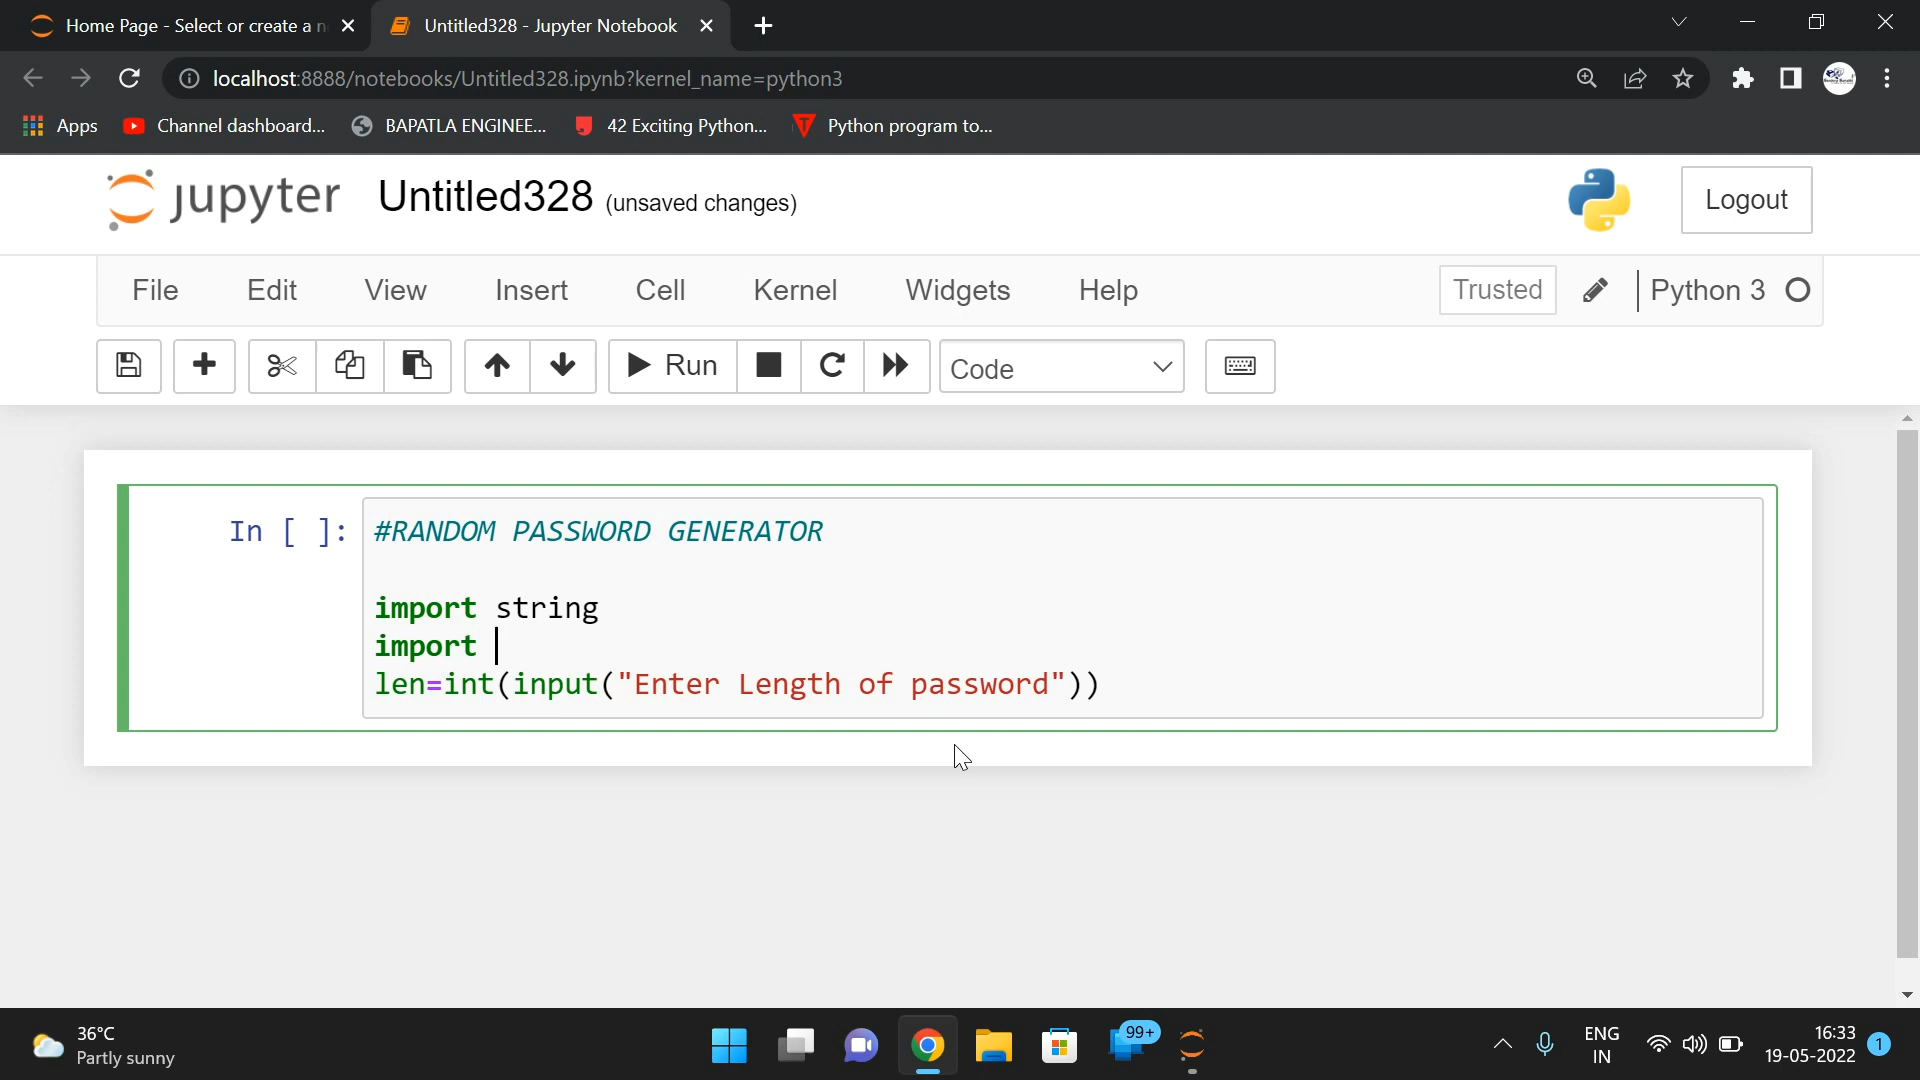 Home Page - Select or create a n
Untitled328 - Jupyter Notebook
localhost:8888/notebooks/Untitled328.ipynb?kernel_name=python3
Apps
Channel dashboard...
BAPATLA ENGINEE...
42 Exciting Python...
Python program to...
jupyter
Untitled328 (unsaved changes)
Logout
File Edit View Insert Cell Kernel Widgets Help
Trusted
Python 3
Run
Code
In [ ]:
#RANDOM PASSWORD GENERATOR
import string
import
len=int(input("Enter Length of password"))
36°C
Partly sunny
99+
ENG
IN
16:33
19-05-2022
1